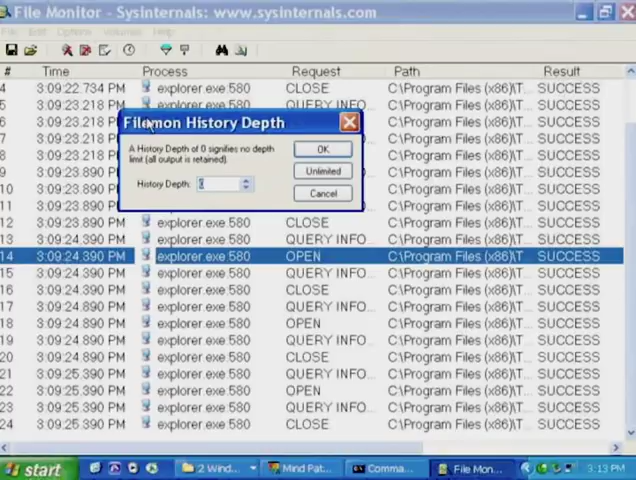 File Monitor - Sysinternals: www.sysinternals.com
File Edit Options Volumes Help
# Time Process Request Path Result
4 3:09:22.734 PM explorer.exe:580 CLOSE C:\Program Files (x86)\T... SUCCESS
5 3:09:23.218 PM explorer.exe:580 QUERY INFO... C:\Program Files (x86)\T... SUCCESS
6 3:09:23.218 P C:\Program Files (x86)\T... SUCCESS
7 3:09:23.218 P C:\Program Files (x86)\T... SUCCESS
8 3:09:23.218 P C:\Program Files (x86)\T... SUCCESS
9 3:09:23.890 P C:\Program Files (x86)\T... SUCCESS
10 3:09:23.890 P C:\Program Files (x86)\T... SUCCESS
11 3:09:23.890 P C:\Program Files (x86)\T... SUCCESS
Filemon History Depth
A History Depth of 0 signifies no depth
limit (all output is retained).
History Depth: 0
OK
Unlimited
Cancel
12 3:09:23.890 PM explorer.exe:580 CLOSE C:\Program Files (x86)\T... SUCCESS
13 3:09:24.390 PM explorer.exe:580 QUERY INFO... C:\Program Files (x86)\T... SUCCESS
14 3:09:24.390 PM explorer.exe:580 OPEN C:\Program Files (x86)\T... SUCCESS
15 3:09:24.390 PM explorer.exe:580 QUERY INFO... C:\Program Files (x86)\T... SUCCESS
16 3:09:24.390 PM explorer.exe:580 CLOSE C:\Program Files (x86)\T... SUCCESS
17 3:09:24.890 PM explorer.exe:580 QUERY INFO... C:\Program Files (x86)\T... SUCCESS
18 3:09:24.890 PM explorer.exe:580 OPEN C:\Program Files (x86)\T... SUCCESS
19 3:09:24.890 PM explorer.exe:580 QUERY INFO... C:\Program Files (x86)\T... SUCCESS
20 3:09:24.890 PM explorer.exe:580 CLOSE C:\Program Files (x86)\T... SUCCESS
21 3:09:25.390 PM explorer.exe:580 QUERY INFO... C:\Program Files (x86)\T... SUCCESS
22 3:09:25.390 PM explorer.exe:580 OPEN C:\Program Files (x86)\T... SUCCESS
23 3:09:25.390 PM explorer.exe:580 QUERY INFO... C:\Program Files (x86)\T... SUCCESS
24 3:09:25.390 PM explorer.exe:580 CLOSE C:\Program Files (x86)\T... SUCCESS
start 2 Wind... Mind Pat... Comma... File Mon... 3:13 PM